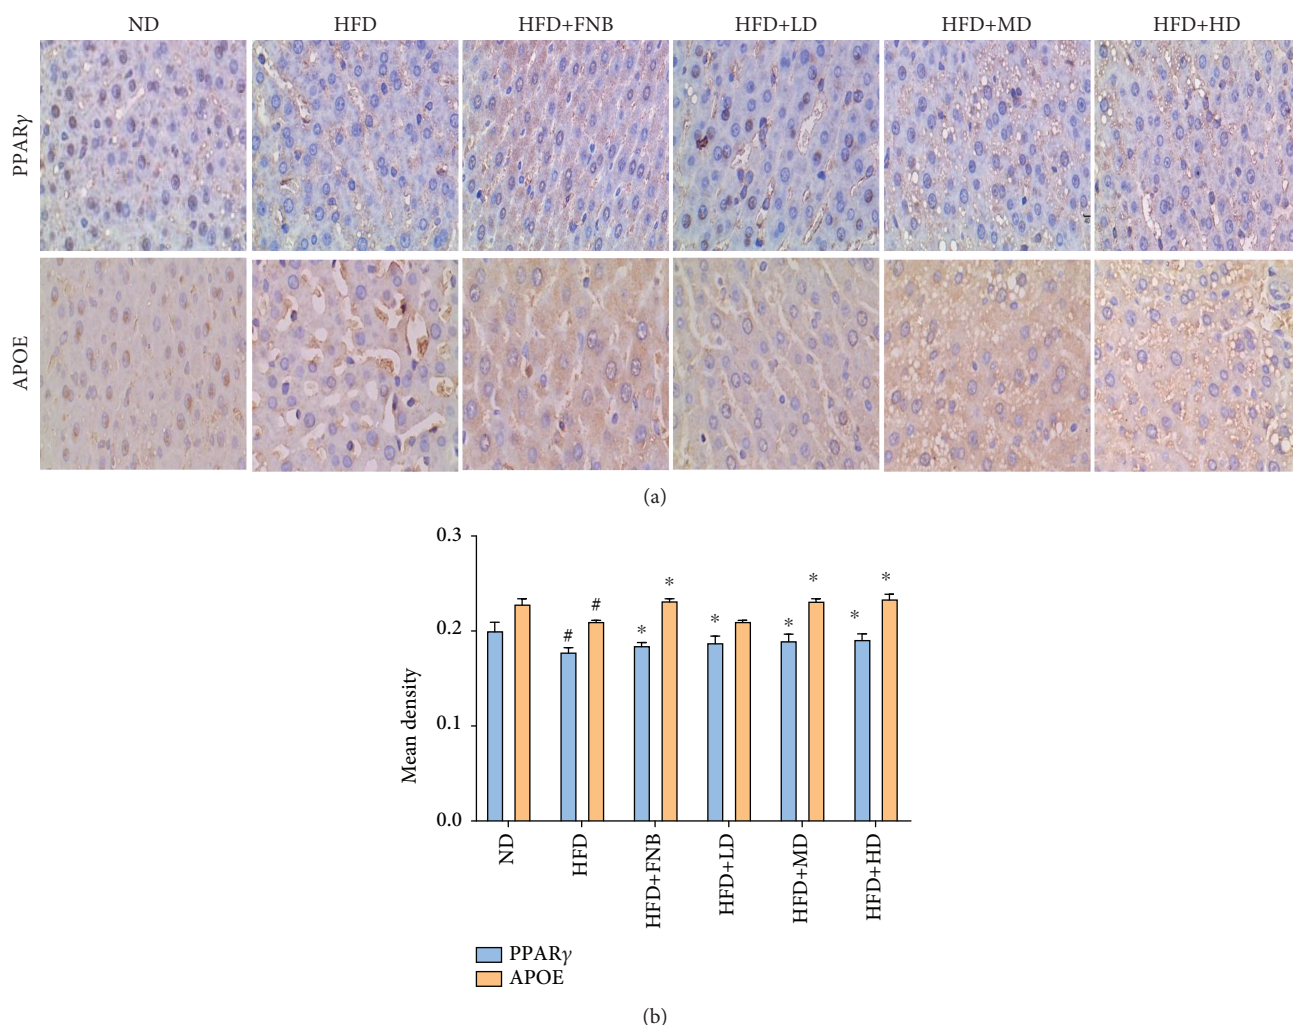 ND HFD HFD+FNB HFD+LD HFD+MD HFD+HD
PPARγ
APOE
(a)
0.3
0.2
0.1
0.0
Mean density
# # * * * * * * *
ND HFD HFD+FNB HFD+LD HFD+MD HFD+HD
PPARγ
APOE
(b)